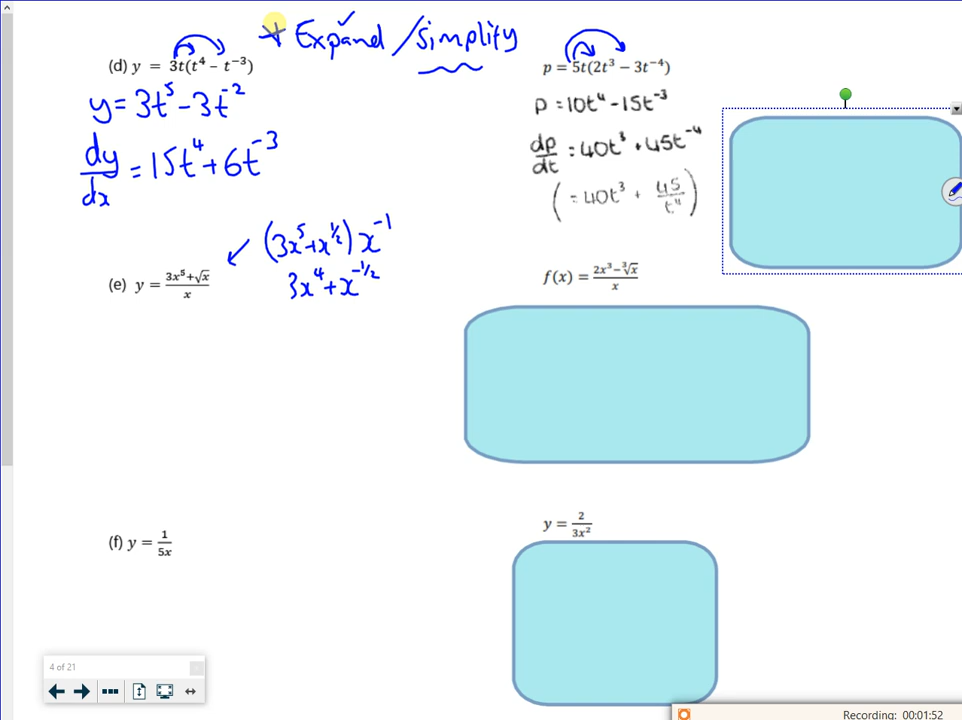 * Expand /simplify
(d) y = 3t(t⁴ − t⁻³)
y = 3t⁵ − 3t⁻²
dy/dx = 15t⁴ + 6t⁻³
p = 5t(2t³ − 3t⁻⁴)
p = 10t⁴ − 15t⁻³
dp/dt = 40t³ + 45t⁻⁴
( = 40t³ + 45/t⁴ )
(3x⁵ + x^½) x⁻¹
(e) y = (3x⁵ + √x)/x
3x⁴ + x^(-1/2)
f(x) = (2x³ − ∛x)/x
(f) y = 1/5x
y = 2/3x²
4 of 21
Recording: 00:01:52